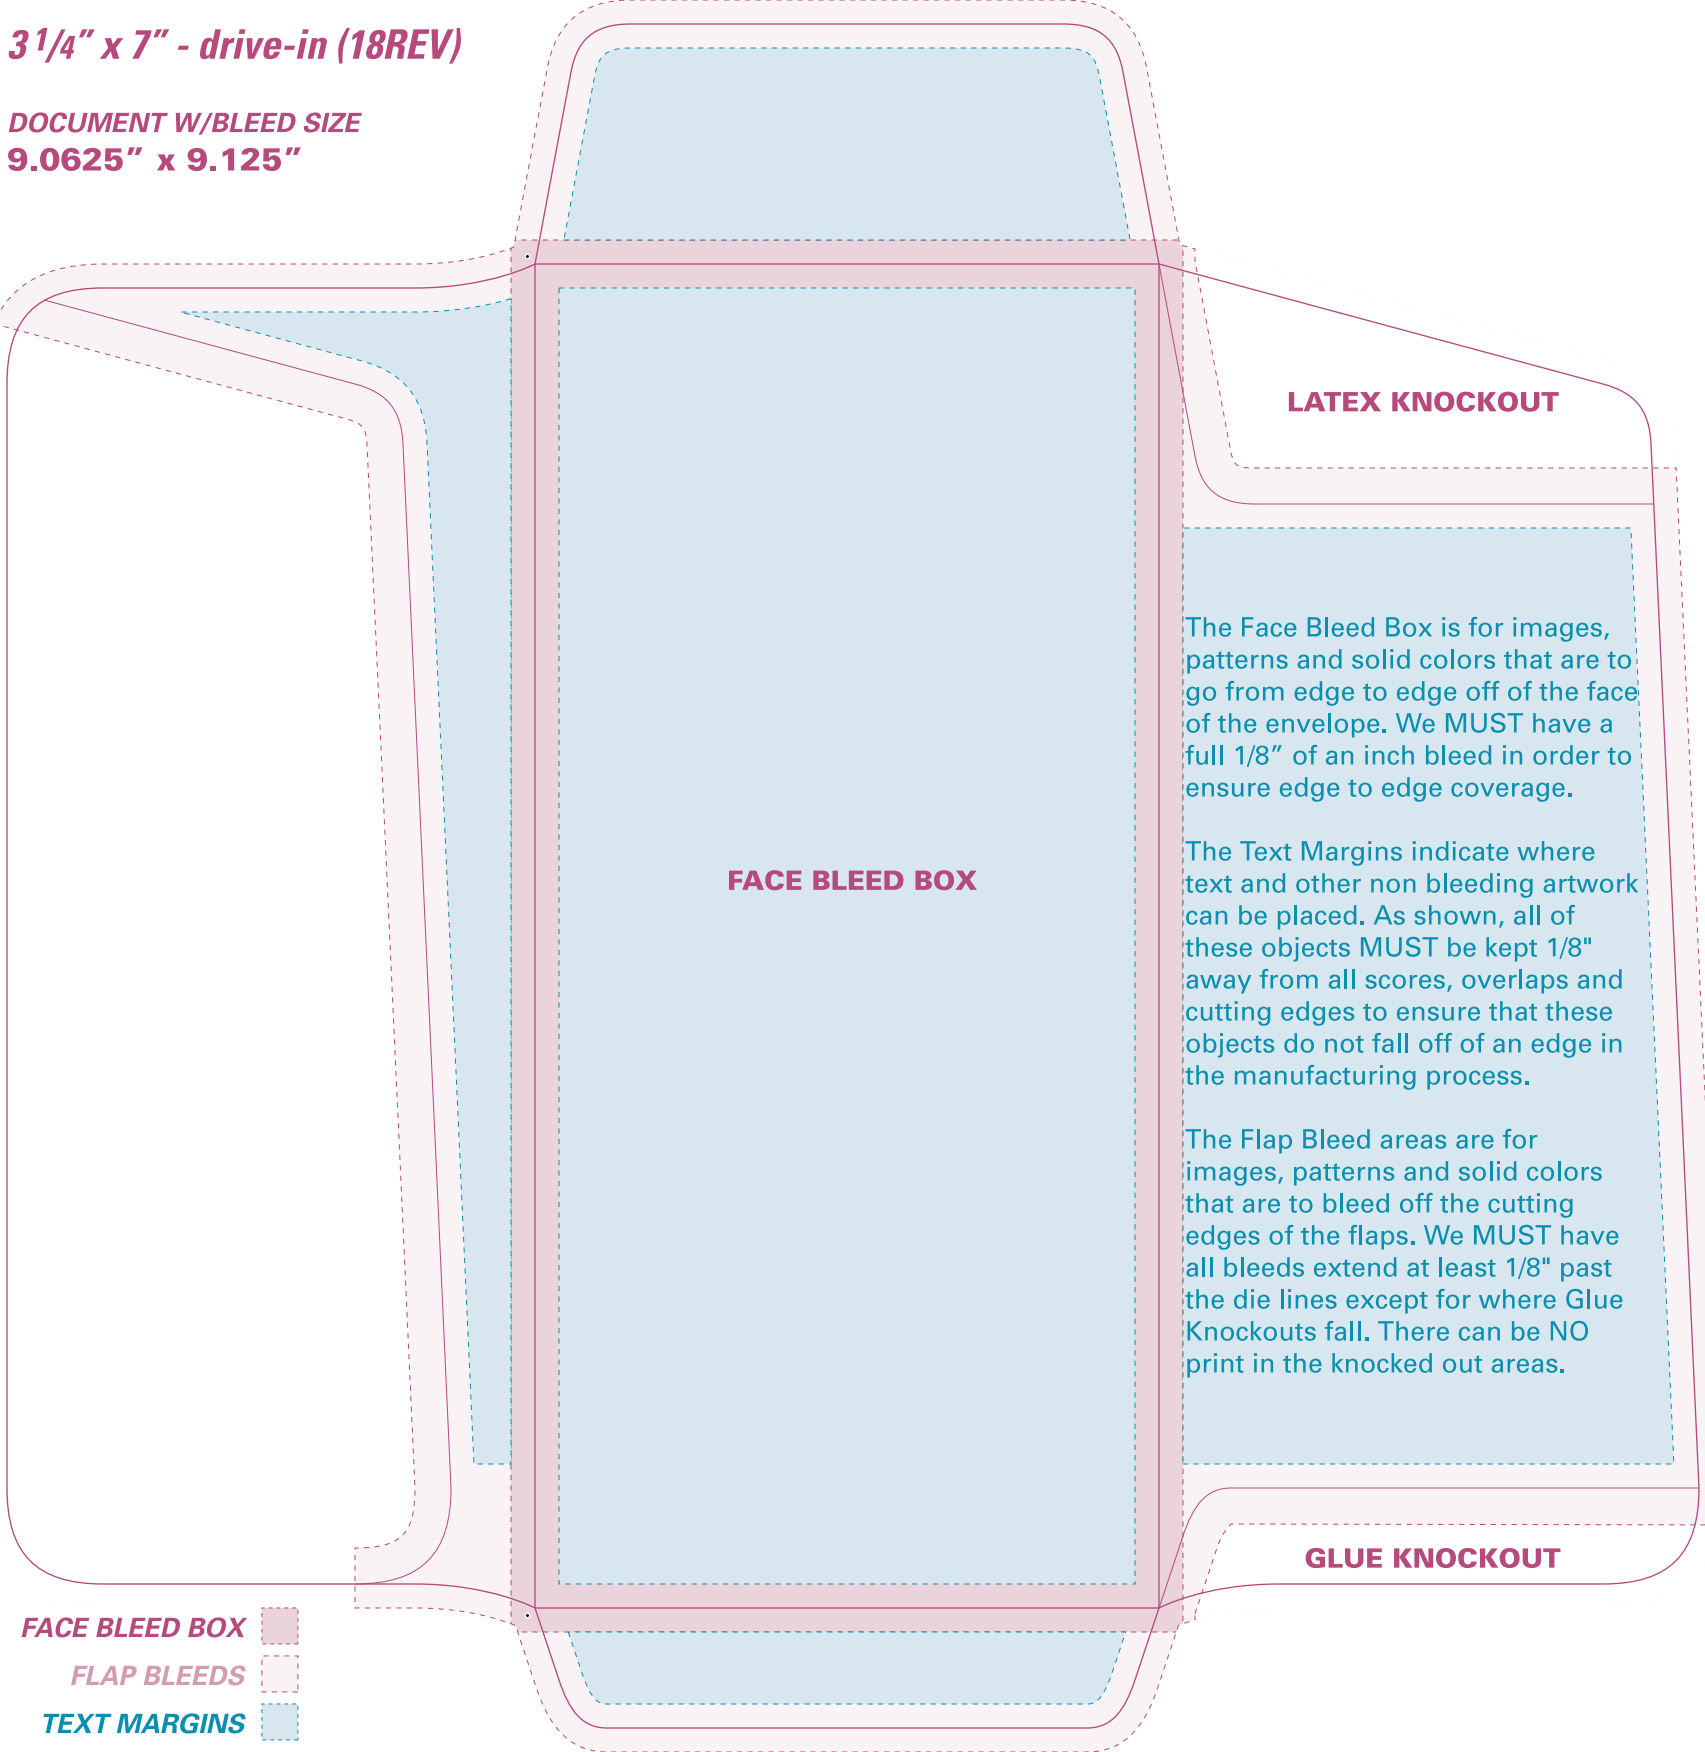 3 1/4” x 7” - drive-in (18REV)
DOCUMENT W/BLEED SIZE
9.0625” x 9.125”
LATEX KNOCKOUT
FACE BLEED BOX
The Face Bleed Box is for images,
patterns and solid colors that are to
go from edge to edge off of the face
of the envelope. We MUST have a
full 1/8” of an inch bleed in order to
ensure edge to edge coverage.
The Text Margins indicate where
text and other non bleeding artwork
can be placed. As shown, all of
these objects MUST be kept 1/8"
away from all scores, overlaps and
cutting edges to ensure that these
objects do not fall off of an edge in
the manufacturing process.
The Flap Bleed areas are for
images, patterns and solid colors
that are to bleed off the cutting
edges of the flaps. We MUST have
all bleeds extend at least 1/8" past
the die lines except for where Glue
Knockouts fall. There can be NO
print in the knocked out areas.
GLUE KNOCKOUT
FACE BLEED BOX
FLAP BLEEDS
TEXT MARGINS